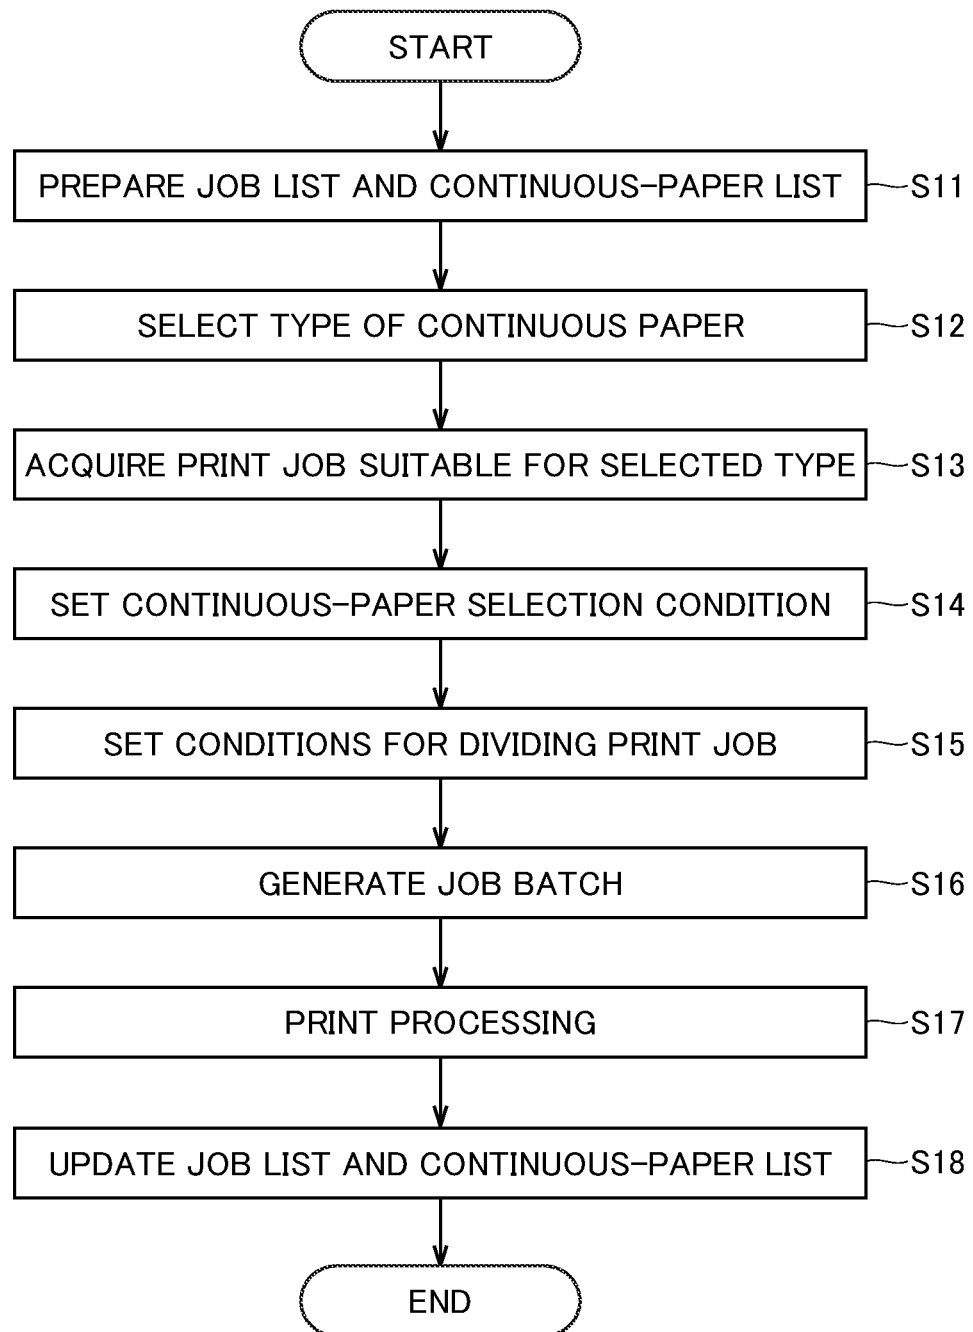 START
PREPARE JOB LIST AND CONTINUOUS-PAPER LIST S11
SELECT TYPE OF CONTINUOUS PAPER S12
ACQUIRE PRINT JOB SUITABLE FOR SELECTED TYPE S13
SET CONTINUOUS-PAPER SELECTION CONDITION S14
SET CONDITIONS FOR DIVIDING PRINT JOB S15
GENERATE JOB BATCH S16
PRINT PROCESSING S17
UPDATE JOB LIST AND CONTINUOUS-PAPER LIST S18
END